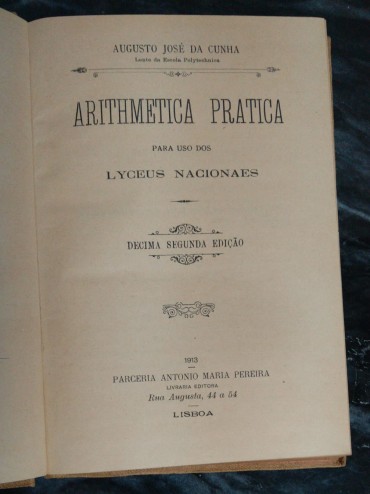 AUGUSTO JOSÉ DA CUNHA
Lente da Escola Polytechnica
ARITHMETICA PRATICA
PARA USO DOS
LYCEUS NACIONAES
DECIMA SEGUNDA EDIÇÃO
1913
PARCERIA ANTONIO MARIA PEREIRA
LIVRARIA EDITORA
Rua Augusta, 44 a 54
LISBOA